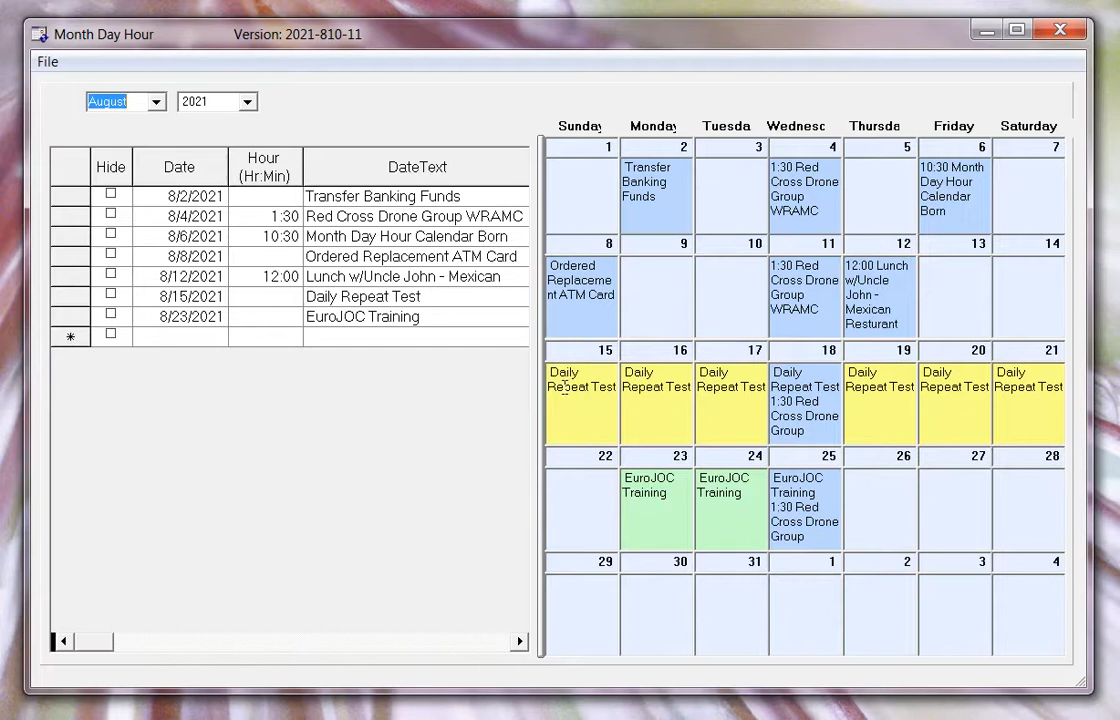 Month Day Hour Version: 2021-810-11
File
August 2021
Hide Date Hour (Hr:Min) DateText
8/2/2021 Transfer Banking Funds
8/4/2021 1:30 Red Cross Drone Group WRAMC
8/6/2021 10:30 Month Day Hour Calendar Born
8/8/2021 Ordered Replacement ATM Card
8/12/2021 12:00 Lunch w/Uncle John - Mexican
8/15/2021 Daily Repeat Test
8/23/2021 EuroJOC Training
*
Sunday Monday Tuesda Wednesc Thursda Friday Saturday
1 2 3 4 5 6 7
Transfer
Banking
Funds
1:30 Red
Cross Drone
Group
WRAMC
10:30 Month
Day Hour
Calendar
Born
8 9 10 11 12 13 14
Ordered
Replaceme
nt ATM Card
1:30 Red
Cross Drone
Group
WRAMC
12:00 Lunch
w/Uncle
John -
Mexican
Resturant
15 16 17 18 19 20 21
Daily
Repeat Test
Daily
Repeat Test
Daily
Repeat Test
Daily
Repeat Test
1:30 Red
Cross Drone
Group
Daily
Repeat Test
Daily
Repeat Test
Daily
Repeat Test
22 23 24 25 26 27 28
EuroJOC
Training
EuroJOC
Training
EuroJOC
Training
1:30 Red
Cross Drone
Group
29 30 31 1 2 3 4